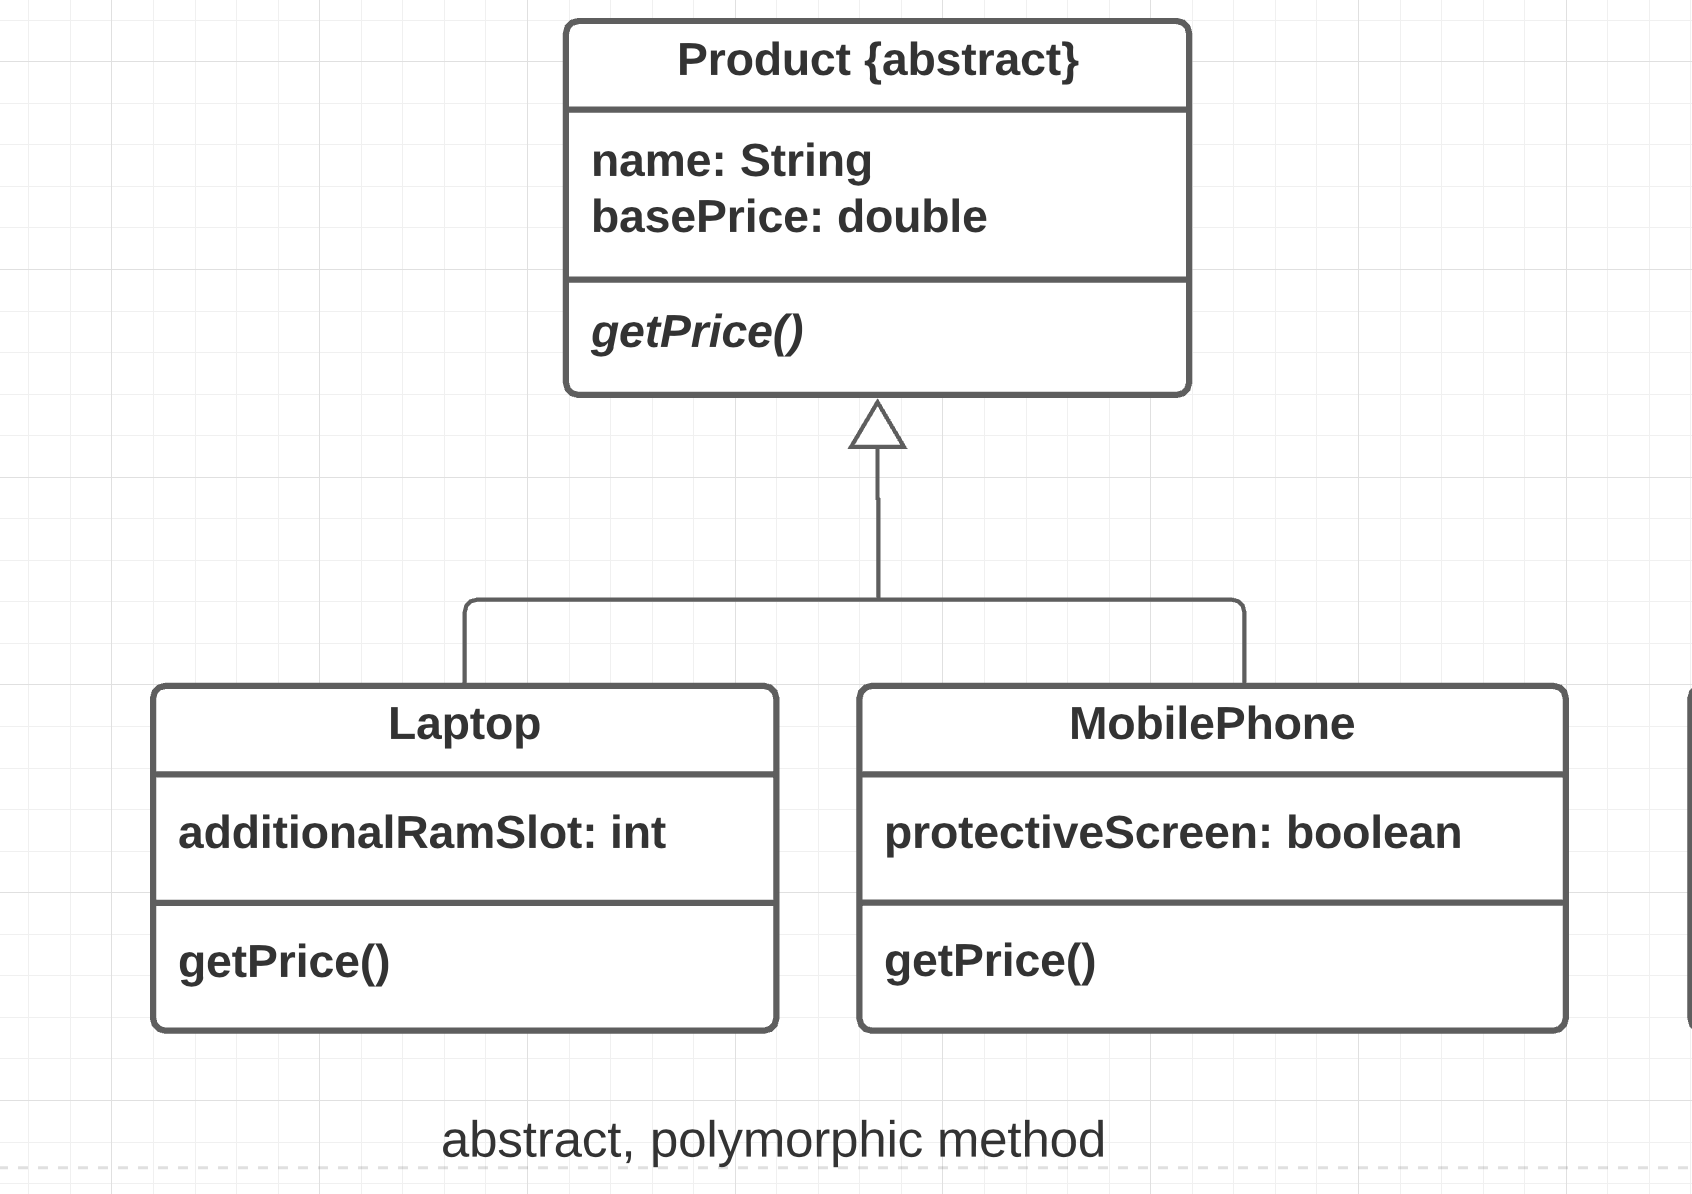 Product {abstract}
name: String
basePrice: double
getPrice()
Laptop
additionalRamSlot: int
getPrice()
MobilePhone
protectiveScreen: boolean
getPrice()
abstract, polymorphic method